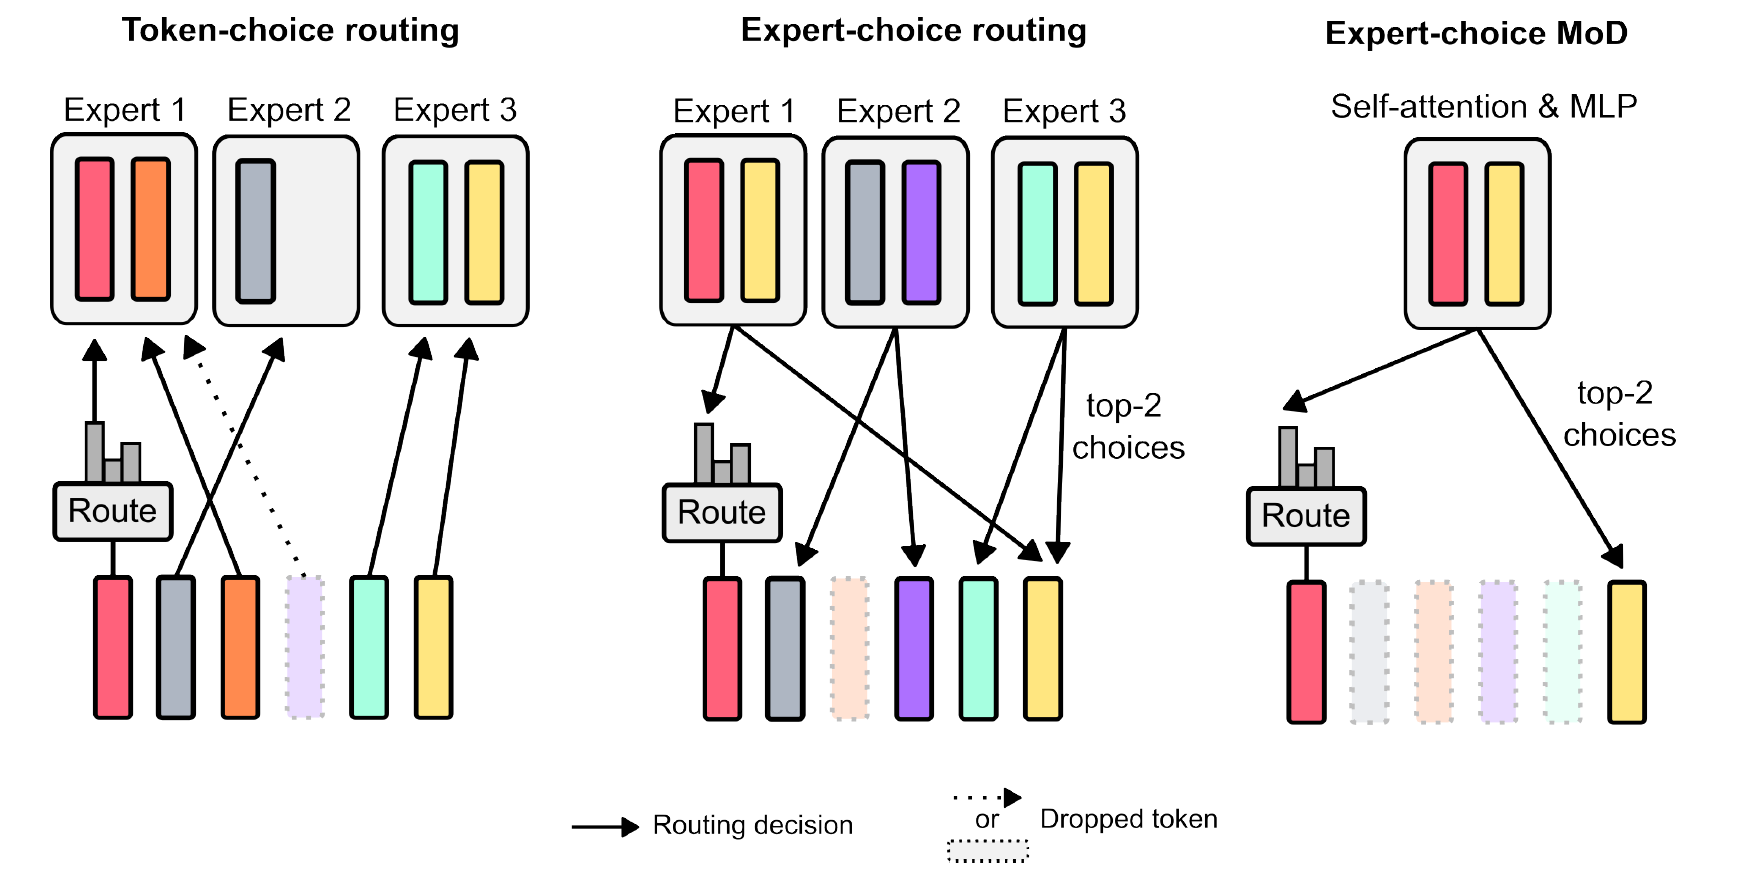 Token-choice routing
Expert 1
Expert 2
Expert 3
Route
Expert-choice routing
Expert 1
Expert 2
Expert 3
top-2
choices
Route
Expert-choice MoD
Self-attention & MLP
top-2
choices
Route
Routing decision
or
Dropped token